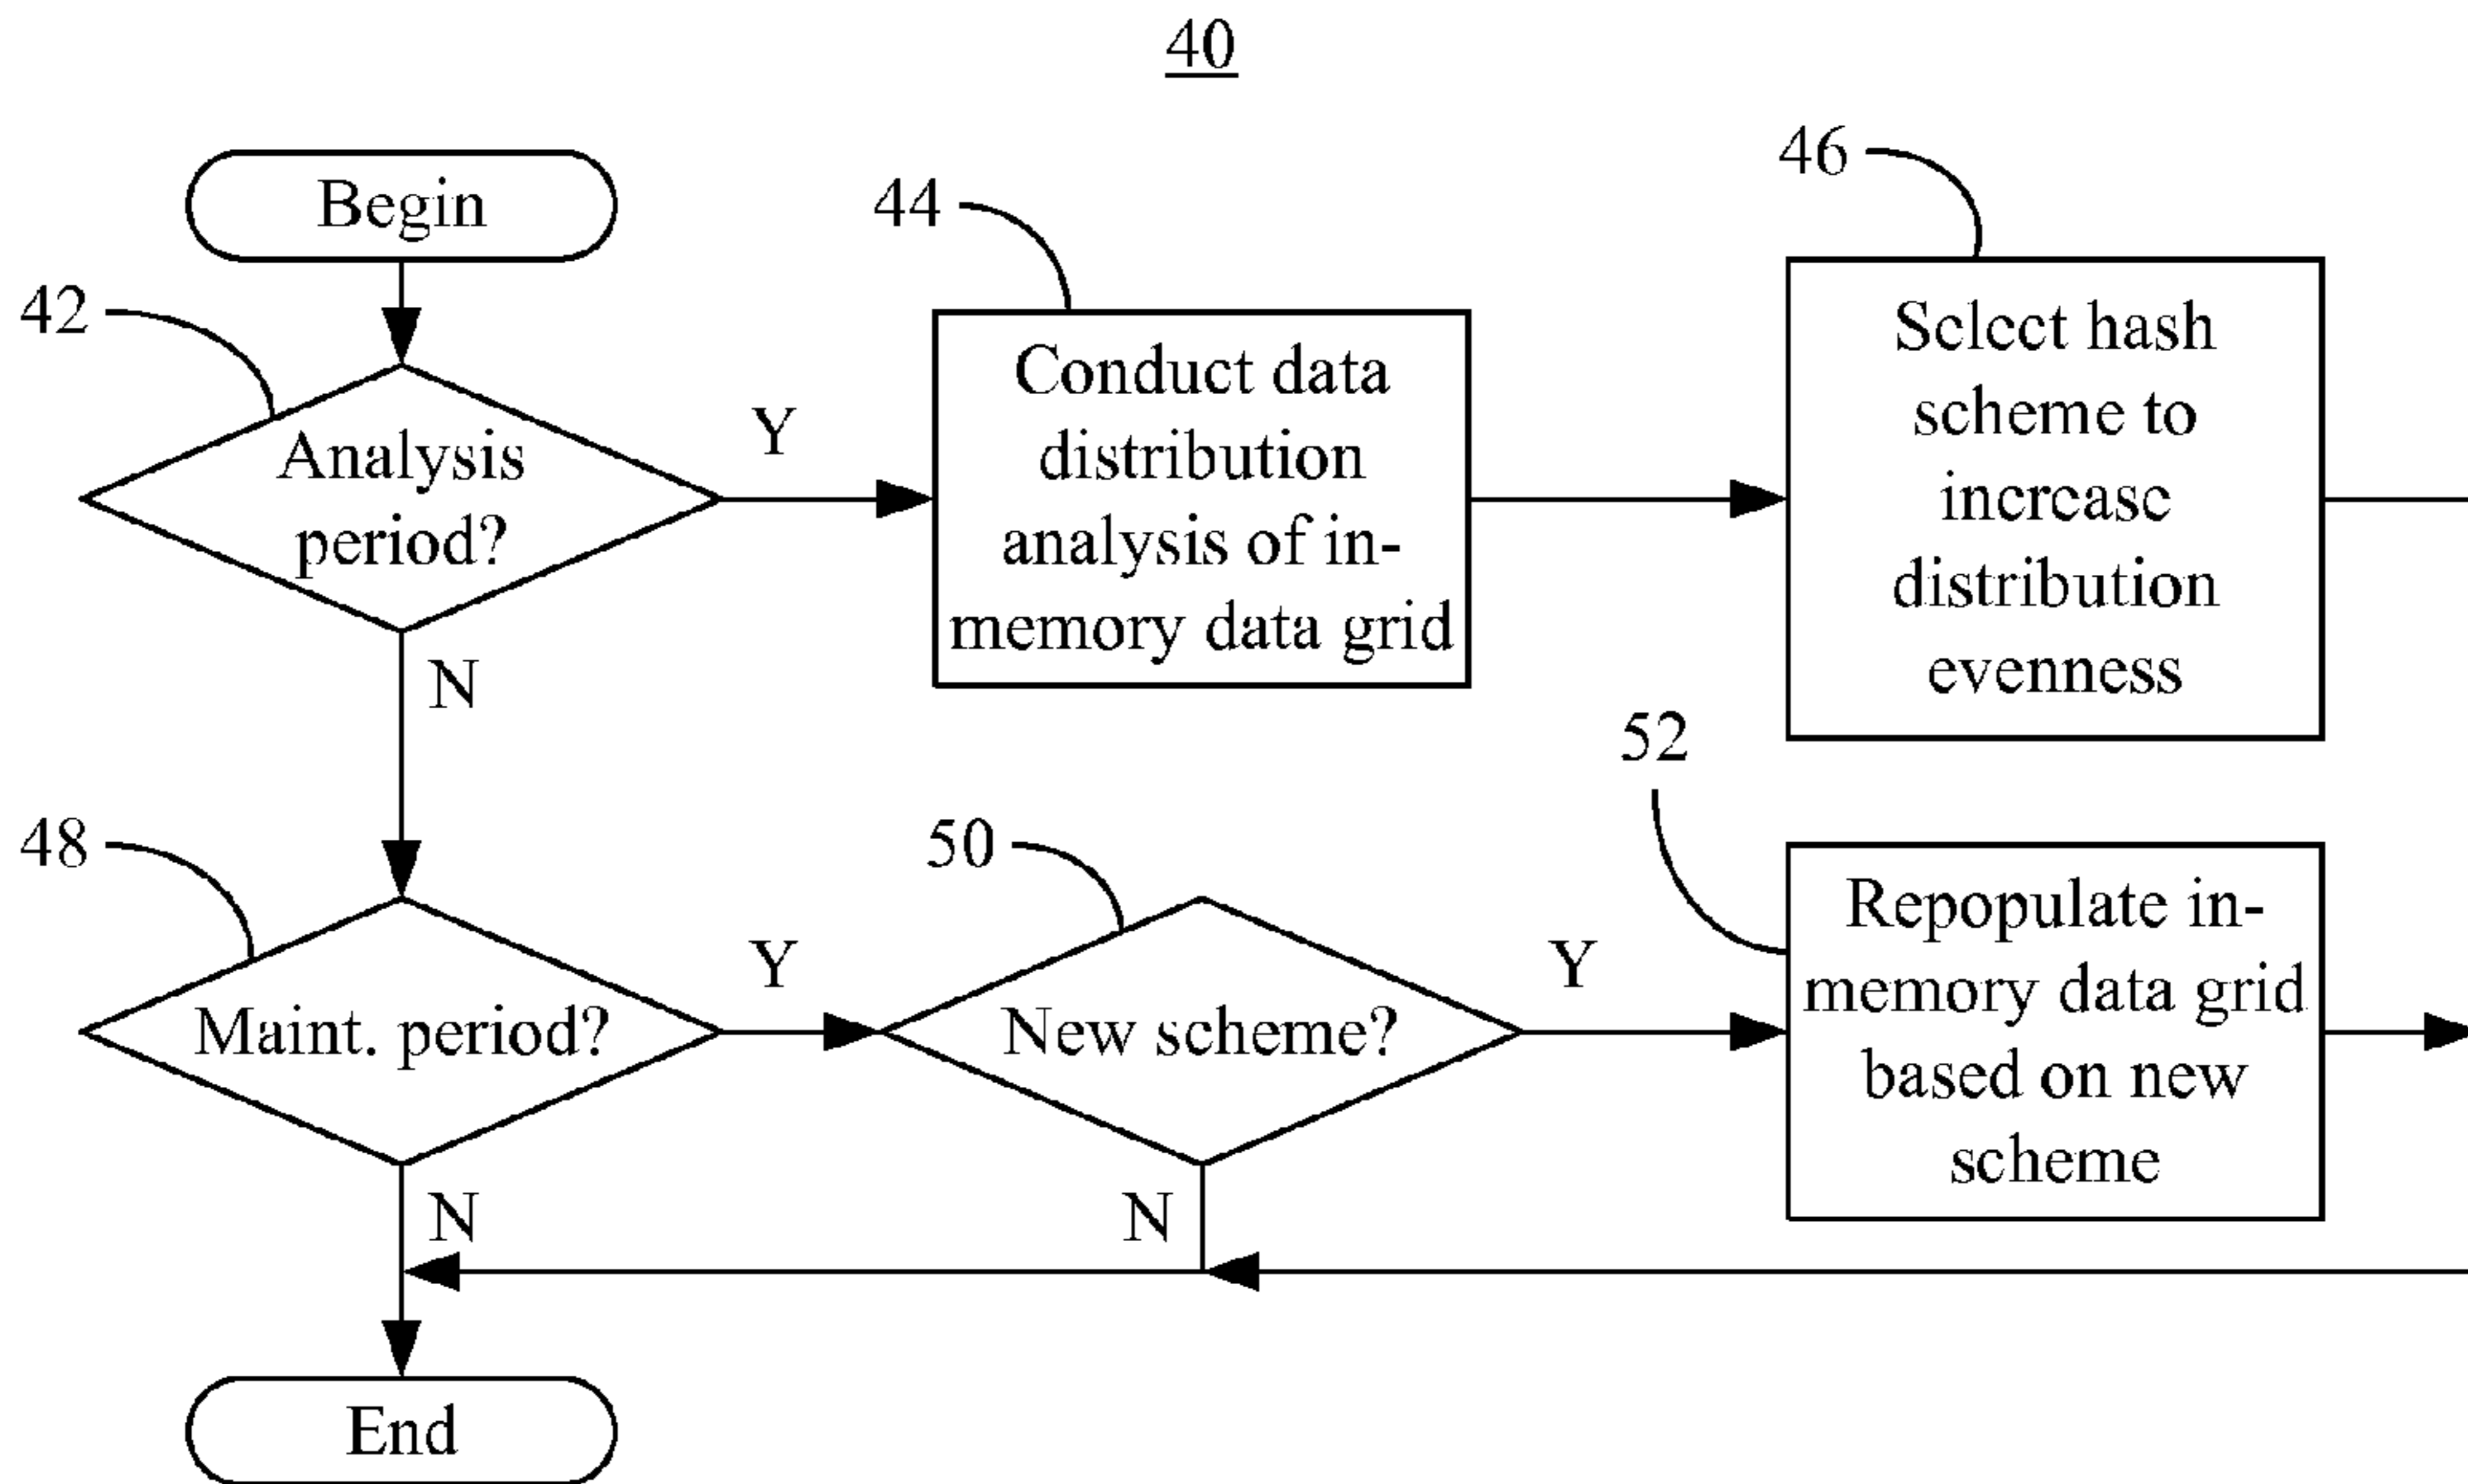 40
Begin
42
Analysis
period?
Y
N
44
Conduct data
distribution
analysis of in-
memory data grid
46
Select hash
scheme to
increase
distribution
evenness
48
Maint. period?
Y
N
50
New scheme?
Y
N
52
Repopulate in-
memory data grid
based on new
scheme
End